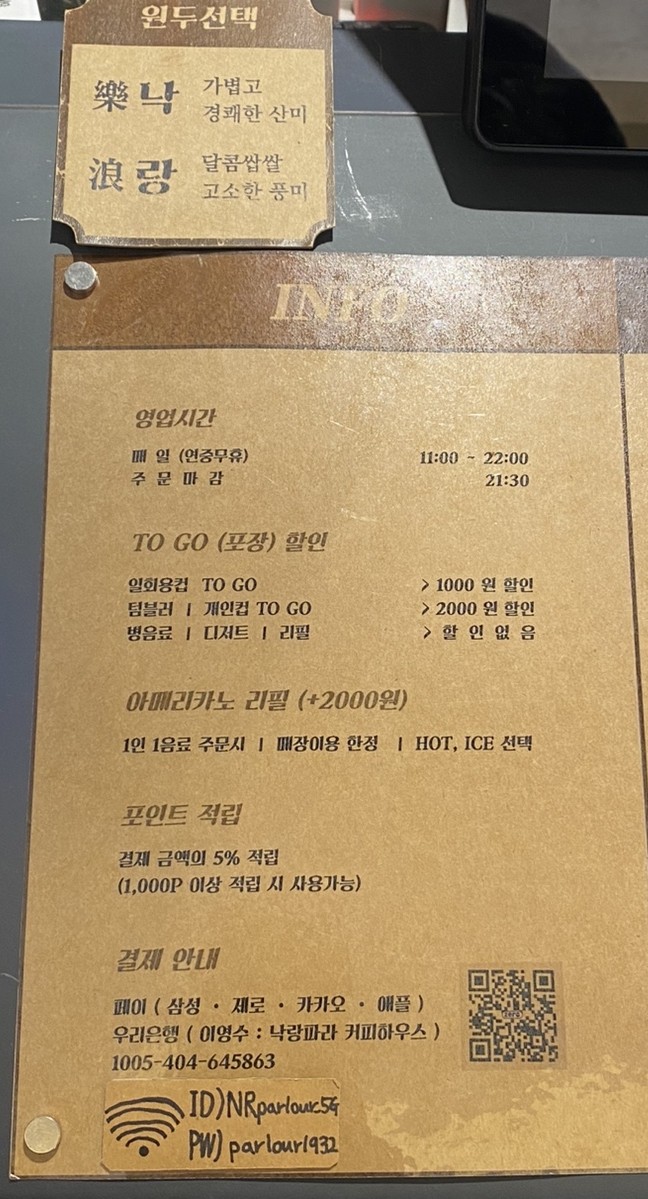 원두선택
樂 낙 가볍고
경쾌한 산미
浪 랑 달콤쌉쌀
고소한 풍미
INFO
영업시간
매 일 (연중무휴) 11:00 ~ 22:00
주 문 마 감 21:30
TO GO (포장) 할인
일회용컵 TO GO > 1000 원 할인
텀블러 | 개인컵 TO GO > 2000 원 할인
병음료 | 디저트 | 리필 > 할 인 없 음
아메리카노 리필 (+2000원)
1인 1음료 주문시 | 매장이용 한정 | HOT, ICE 선택
포인트 적립
결제 금액의 5% 적립
(1,000P 이상 적립 시 사용가능)
결제 안내
페이 ( 삼성 · 제로 · 카카오 · 애플 )
우리은행 ( 이영수 : 낙랑파라 커피하우스 )
1005-404-645863
ID)NRparlour5G
PW) parlour1932